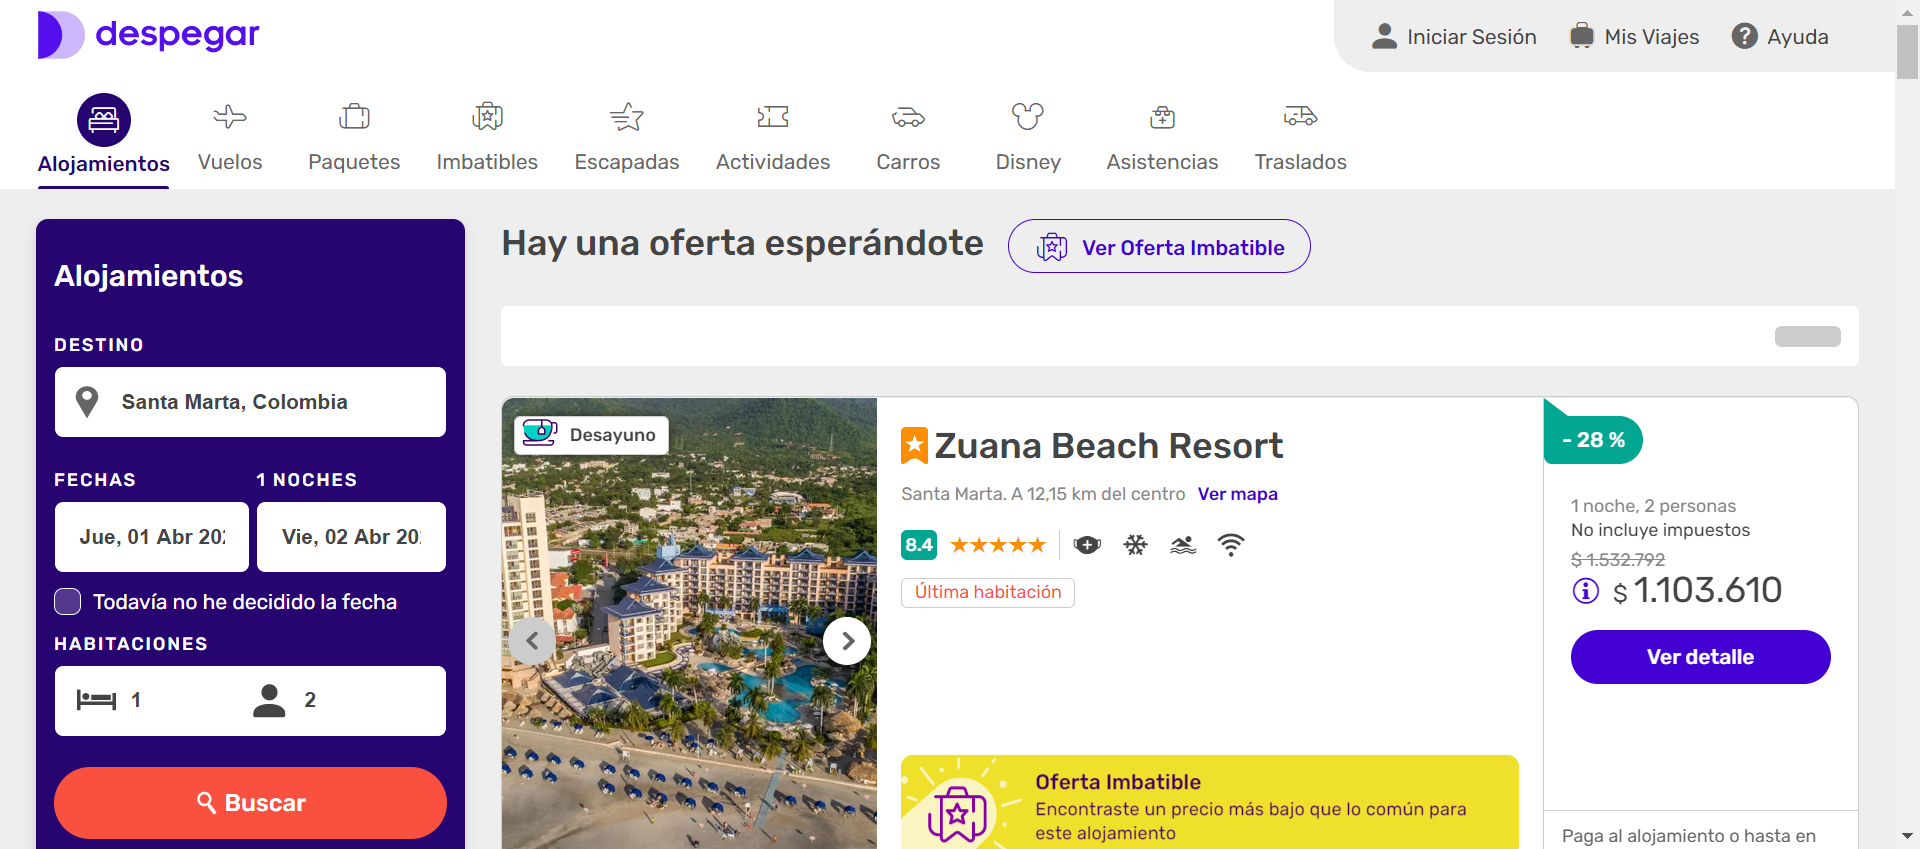 despegar
Iniciar Sesión
Mis Viajes
Ayuda
Alojamientos
Vuelos
Paquetes
Imbatibles
Escapadas
Actividades
Carros
Disney
Asistencias
Traslados
Alojamientos
DESTINO
Santa Marta, Colombia
FECHAS
1 NOCHES
Jue, 01 Abr
Vie, 02 Abr 20
Todavía no he decidido la fecha
HABITACIONES
1
2
Buscar
Hay una oferta esperándote
Ver Oferta Imbatible
Desayuno
Zuana Beach Resort
Santa Marta. A 12,15 km del centro Ver mapa
8.4
Última habitación
Oferta Imbatible
Encontraste un precio más bajo que lo común para
este alojamiento
- 28 %
1 noche, 2 personas
No incluye impuestos
$ 1.532.792
$ 1.103.610
Ver detalle
Paga al alojamiento o hasta en